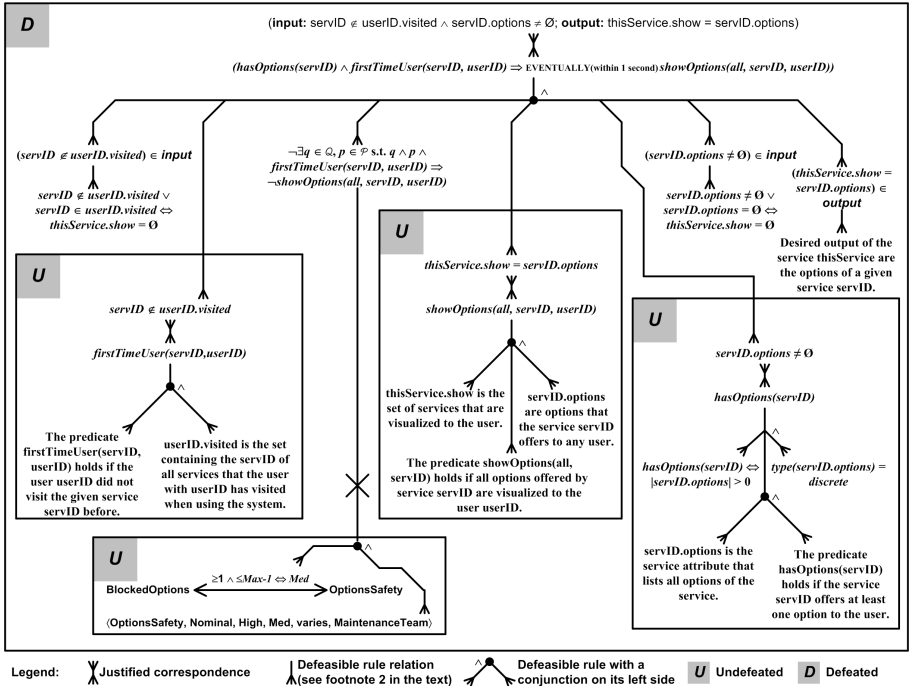 D
(input: servID ∉ userID.visited ∧ servID.options ≠ Ø; output: thisService.show = servID.options)
(hasOptions(servID) ∧ firstTimeUser(servID, userID) ⇒ EVENTUALLY(within 1 second) showOptions(all, servID, userID))
∧
(servID ∉ userID.visited) ∈ input
servID ∉ userID.visited ∨
servID ∈ userID.visited ⇔
thisService.show = Ø
¬∃q ∈ Q, p ∈ P s.t. q ∧ p ∧
firstTimeUser(servID, userID) ⇒
¬showOptions(all, servID, userID)
(servID.options ≠ Ø) ∈ input
servID.options ≠ Ø ∨
servID.options = Ø ⇔
thisService.show = Ø
(thisService.show =
servID.options) ∈
output
Desired output of the
service thisService are
the options of a given
service servID.
U
servID ∉ userID.visited
firstTimeUser(servID,userID)
∧
The predicate
firstTimeUser(servID,
userID) holds if the
user userID did not
visit the given service
servID before.
userID.visited is the set
containing the servID of
all services that the user
with userID has visited
when using the system.
U
thisService.show = servID.options
showOptions(all, servID, userID)
∧
thisService.show is the
set of services that are
visualized to the user.
servID.options
are options that
the service servID
offers to any user.
The predicate showOptions(all,
servID) holds if all options offered by
service servID are visualized to the
user userID.
U
servID.options ≠ Ø
hasOptions(servID)
∧
hasOptions(servID) ⇔
|servID.options| > 0
type(servID.options) =
discrete
∧
servID.options is the
service attribute that
lists all options of the
service.
The predicate
hasOptions(servID)
holds if the service
servID offers at least
one option to the user.
U
∧
BlockedOptions
≥1 ∧ ≤Max-1 ⇔ Med
OptionsSafety
⟨OptionsSafety, Nominal, High, Med, varies, MaintenanceTeam⟩
Legend:
Justified correspondence
Defeasible rule relation
(see footnote 2 in the text)
∧
Defeasible rule with a
conjunction on its left side
U Undefeated
D Defeated